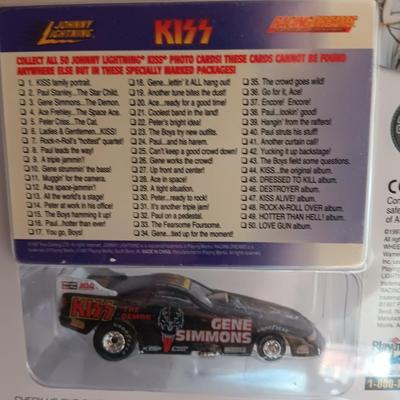 JOHNNY LIGHTNING
KISS
RACING DREAMS
COLLECT ALL 50 JOHNNY LIGHTNING KISS PHOTO CARDS! THESE CARDS CANNOT BE FOUND
ANYWHERE ELSE BUT IN THESE SPECIALLY MARKED PACKAGES!
1. KISS family portrait.
2. Paul Stanley...The Star Child.
3. Gene Simmons...The Demon.
4. Ace Frehley...The Space Ace.
5. Peter Criss...The Cat.
6. Ladies & Gentlemen...KISS!
7. Rock-n-Roll's "hottest" quartet!
8. Paul leads the way!
9. A triple jammin'!
10. Gene strummin' the bass!
11. Muggin' for the camera.
12. Ace space-jammin'?
13. All the world's a stage!
14. Peter at work in his office!
15. The Boys hamming it up!
16. Paul...hotter than ever!
17. You go, Boys!
18. Gene...lettin' it ALL hang out!
19. Another tune bites the dust!
20. Ace...ready for a good time!
21. Coolest band in the land!
22. Peter's bright idea!
23. The Boys try new outfits.
24. Paul...and his harem.
25. Can't keep a good crowd down!
26. Gene works the crowd!
27. Up front and center!
28. Ace in space!
29. A tight situation.
30. Peter...ready to rock!
31. It's another triple jam!
32. Paul on a pedestal.
33. The Fearsome Foursome.
34. Gene...tied up for the moment!
35. The crowd goes wild!
36. Go for it, Ace!
37. Encore! Encore!
38. Paul...lookin' good!
39. Hangin' from the rafters!
40. Paul struts his stuff!
41. Another curtain call!
42. Yucking it up backstage!
43. The Boys field some questions.
44. KISS...the original album.
45. DRESSED TO KILL album.
46. DESTROYER album.
47. KISS ALIVE! album.
48. ROCK-N-ROLL OVER album.
49. HOTTER THAN HELL! album.
50. LOVE GUN album.
KISS
THE DEMON
GENE
SIMMONS